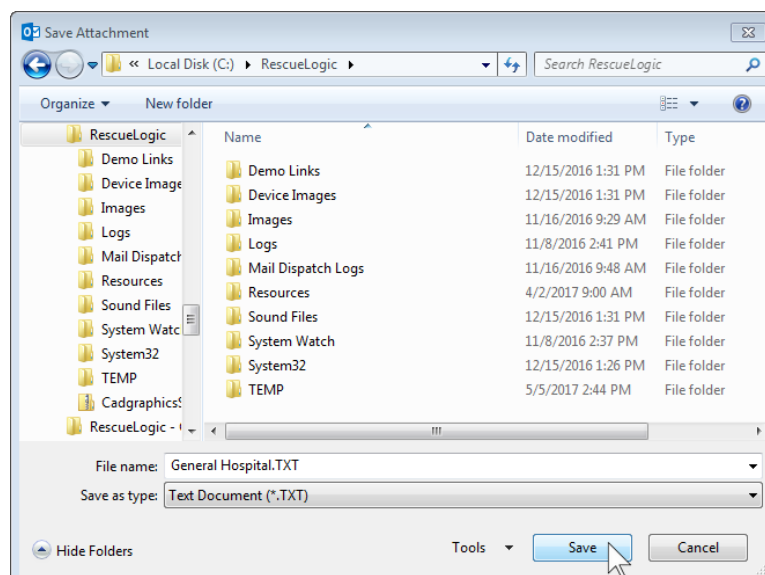 Save Attachment
« Local Disk (C:) RescueLogic Search RescueLogic
Organize New folder
RescueLogic
Demo Links
Device Image
Images
Logs
Mail Dispatch
Resources
Sound Files
System Watc
System32
TEMP
CadgraphicsS
RescueLogic -
Name Date modified Type
Demo Links 12/15/2016 1:31 PM File folder
Device Images 12/15/2016 1:31 PM File folder
Images 11/16/2016 9:29 AM File folder
Logs 11/8/2016 2:41 PM File folder
Mail Dispatch Logs 11/16/2016 9:48 AM File folder
Resources 4/2/2017 9:00 AM File folder
Sound Files 12/15/2016 1:31 PM File folder
System Watch 11/8/2016 2:37 PM File folder
System32 12/15/2016 1:26 PM File folder
TEMP 5/5/2017 2:44 PM File folder
File name: General Hospital.TXT
Save as type: Text Document (*.TXT)
Hide Folders Tools Save Cancel